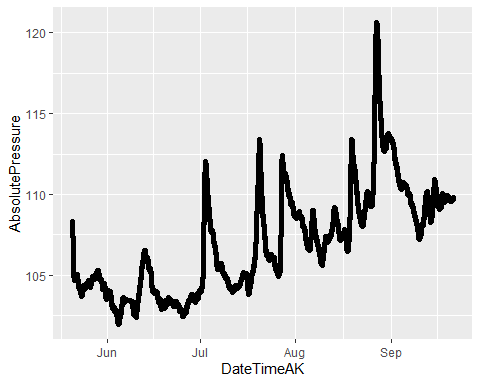 120
115
110
105
AbsolutePressure
Jun
Jul
Aug
Sep
DateTimeAK